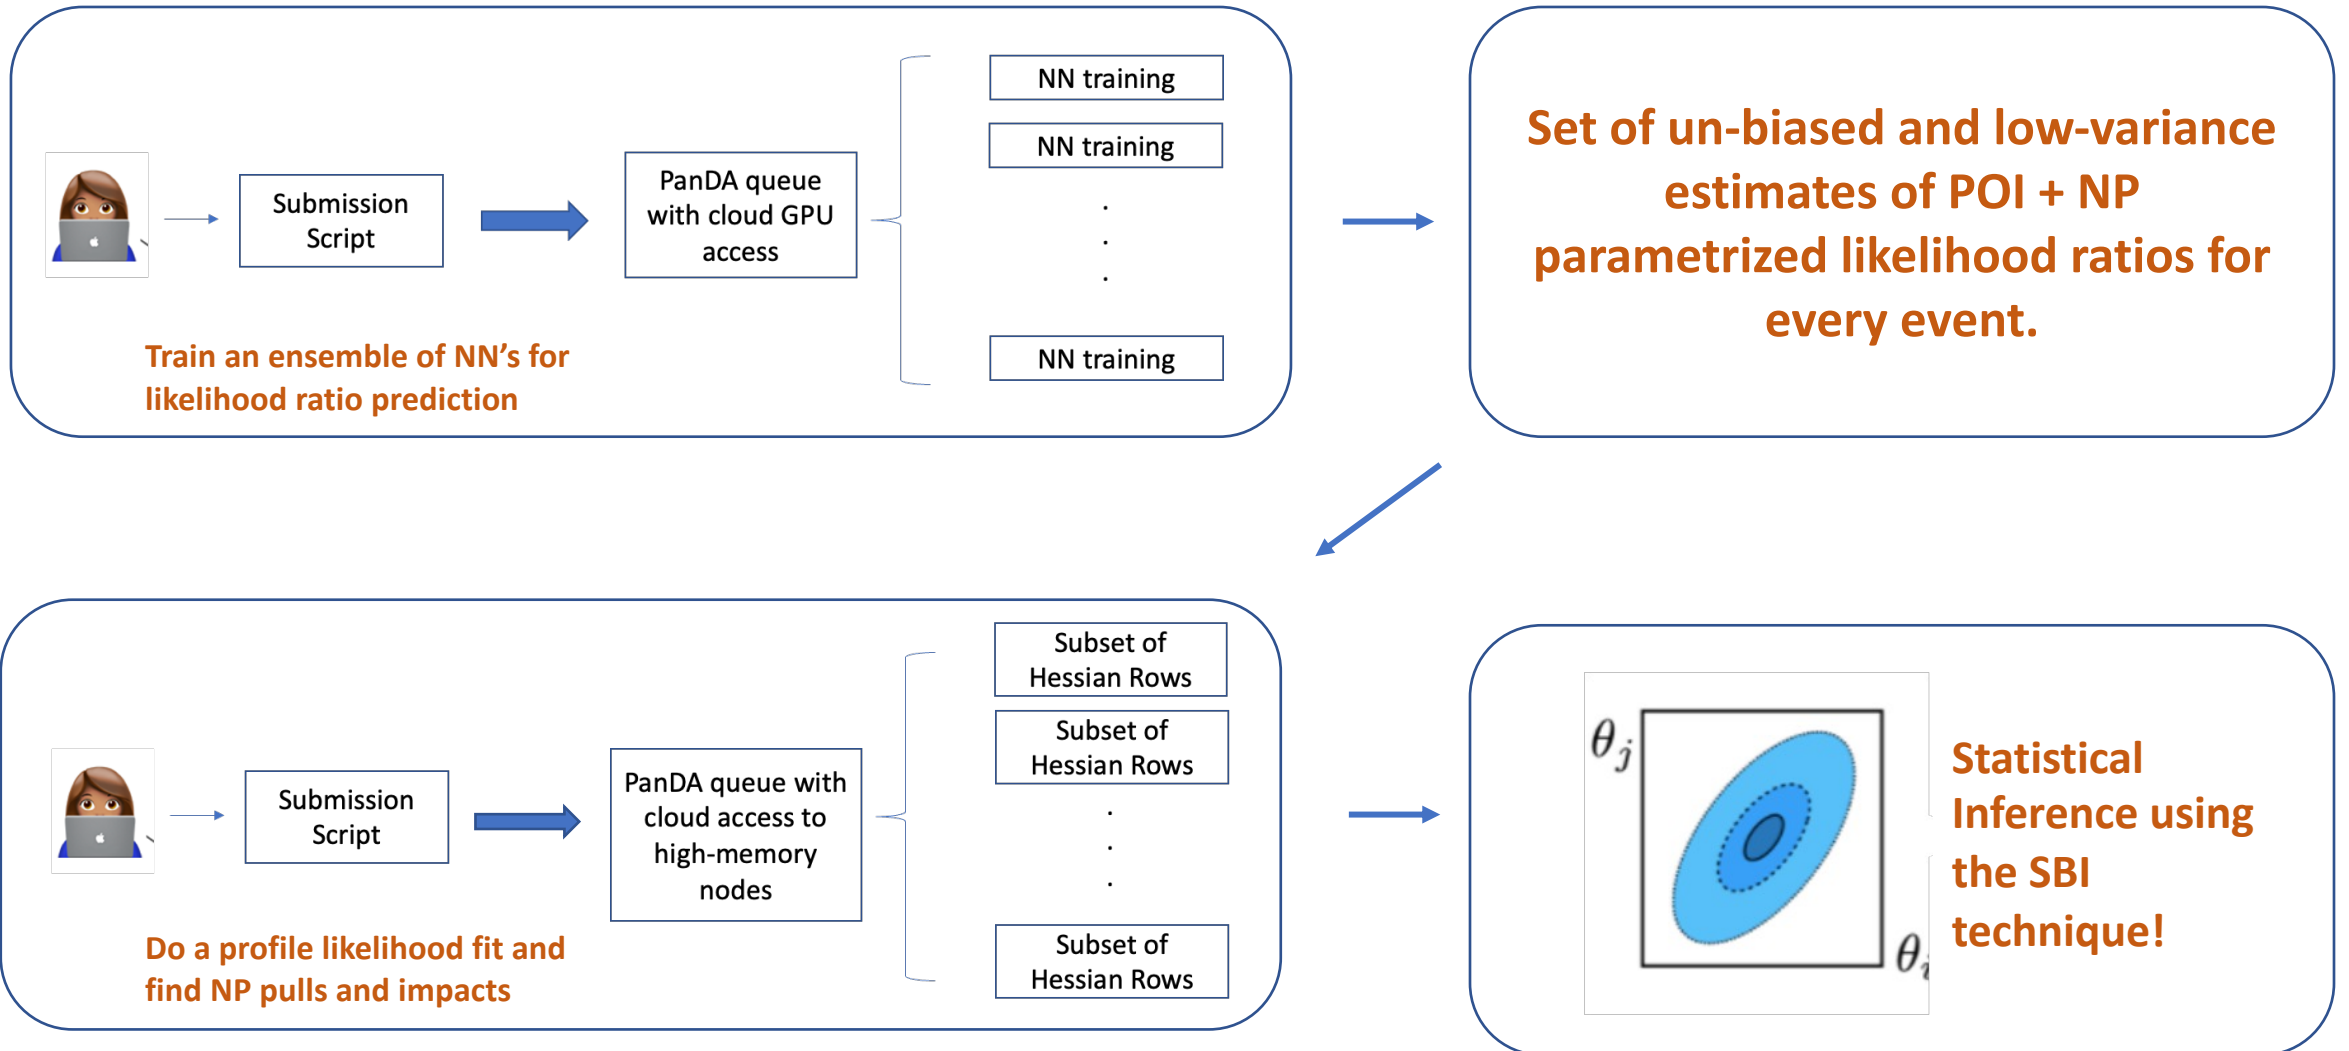 Submission
Script
PanDA queue
with cloud GPU
access
NN training
NN training
.
.
.
NN training
Train an ensemble of NN’s for
likelihood ratio prediction
Set of un-biased and low-variance
estimates of POI + NP
parametrized likelihood ratios for
every event.
Submission
Script
PanDA queue with
cloud access to
high-memory
nodes
Subset of
Hessian Rows
Subset of
Hessian Rows
.
.
.
Subset of
Hessian Rows
Do a profile likelihood fit and
find NP pulls and impacts
θj
θi
Statistical
Inference using
the SBI
technique!